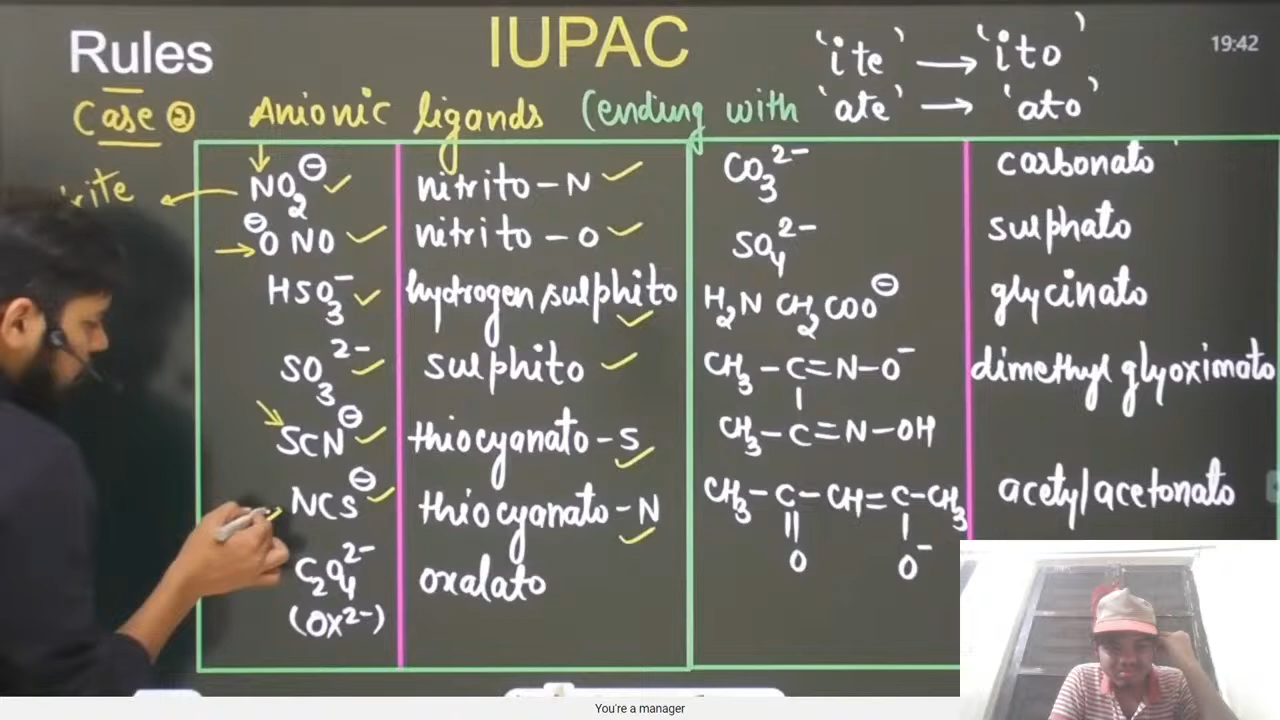 Rules
IUPAC
19:42
'ite' → 'ito'
Case ② Anionic ligands (ending with 'ate' → 'ato'
NO₂⊖ ✓ nitrito - N ✓
⊖ONO ✓ nitrito - O ✓
HSO₃⁻ ✓ hydrogen sulphito ✓
SO₃²⁻ ✓ sulphito ✓
SCN⊖ ✓ thiocyanato - S ✓
NCS⊖ ✓ thiocyanato - N ✓
C₂O₄²⁻ oxalato
(OX²⁻)
CO₃²⁻ carbonato
SO₄²⁻ sulphato
H₂N CH₂ COO⊖ glycinato
CH₃ - C = N - O⁻ dimethyl glyoximato
CH₃ - C = N - OH
CH₃ - C - CH = C - CH₃ acetylacetonato
O O⁻
You're a manager